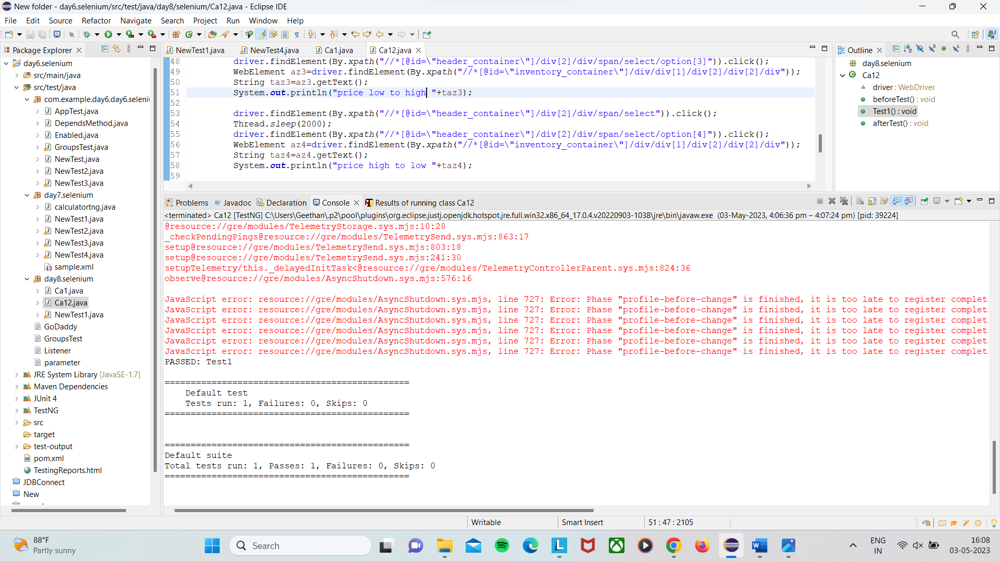 New folder - day6.selenium/src/test/java/day8/selenium/Ca12.java - Eclipse IDE
File Edit Source Refactor Navigate Search Project Run Window Help
Package Explorer
day6.selenium
src/main/java
src/test/java
com.example.day6.day6.seleni
AppTest.java
DependsMethod.java
Enabled.java
GroupsTest.java
NewTest.java
NewTest2.java
NewTest3.java
day7.selenium
calculatortng.java
NewTest1.java
NewTest2.java
NewTest3.java
NewTest4.java
sample.xml
day8.selenium
Ca1.java
Ca12.java
NewTest1.java
GoDaddy
GroupsTest
Listener
parameter
JRE System Library [JavaSE-1.7]
Maven Dependencies
JUnit 4
TestNG
src
target
test-output
pom.xml
TestingReports.html
JDBConnect
New
NewTest1.java NewTest4.java Ca1.java Ca12.java
48 driver.findElement(By.xpath("//*[@id=\"header_container\"]/div[2]/div/span/select/option[3]")).click();
49 WebElement az3=driver.findElement(By.xpath("//*[@id=\"inventory_container\"]/div/div[1]/div[2]/div[2]/div"));
50 String taz3=az3.getText();
51 System.out.println("price low to high "+taz3);
52
53 driver.findElement(By.xpath("//*[@id=\"header_container\"]/div[2]/div/span/select")).click();
54 Thread.sleep(2000);
55 driver.findElement(By.xpath("//*[@id=\"header_container\"]/div[2]/div/span/select/option[4]")).click();
56 WebElement az4=driver.findElement(By.xpath("//*[@id=\"inventory_container\"]/div/div[1]/div[2]/div[2]/div"));
57 String taz4=az4.getText();
58 System.out.println("price high to low "+taz4);
59
Outline
day8.selenium
Ca12
driver : WebDriver
beforeTest() : void
Test1() : void
afterTest() : void
Problems @ Javadoc Declaration Console Results of running class Ca12
<terminated> Ca12 [TestNG] C:\Users\Geethan\.p2\pool\plugins\org.eclipse.justj.openjdk.hotspot.jre.full.win32.x86_64_17.0.4.v20220903-1038\jre\bin\javaw.exe (03-May-2023, 4:06:36 pm – 4:07:24 pm) [pid: 39224]
@resource://gre/modules/TelemetryStorage.sys.mjs:10:28
_checkPendingPings@resource://gre/modules/TelemetrySend.sys.mjs:863:17
setup@resource://gre/modules/TelemetrySend.sys.mjs:803:18
setup@resource://gre/modules/TelemetrySend.sys.mjs:241:30
setupTelemetry/this._delayedInitTask<@resource://gre/modules/TelemetryControllerParent.sys.mjs:824:36
observe@resource://gre/modules/AsyncShutdown.sys.mjs:576:16
JavaScript error: resource://gre/modules/AsyncShutdown.sys.mjs, line 727: Error: Phase "profile-before-change" is finished, it is too late to register complet
JavaScript error: resource://gre/modules/AsyncShutdown.sys.mjs, line 727: Error: Phase "profile-before-change" is finished, it is too late to register complet
JavaScript error: resource://gre/modules/AsyncShutdown.sys.mjs, line 727: Error: Phase "profile-before-change" is finished, it is too late to register complet
JavaScript error: resource://gre/modules/AsyncShutdown.sys.mjs, line 727: Error: Phase "profile-before-change" is finished, it is too late to register complet
JavaScript error: resource://gre/modules/AsyncShutdown.sys.mjs, line 727: Error: Phase "profile-before-change" is finished, it is too late to register complet
JavaScript error: resource://gre/modules/AsyncShutdown.sys.mjs, line 727: Error: Phase "profile-before-change" is finished, it is too late to register complet
PASSED: Test1
===============================================
Default test
Tests run: 1, Failures: 0, Skips: 0
===============================================
===============================================
Default suite
Total tests run: 1, Passes: 1, Failures: 0, Skips: 0
===============================================
Writable Smart Insert 51 : 47 : 2105
88°F
Partly sunny
Search
ENG
IN
16:08
03-05-2023